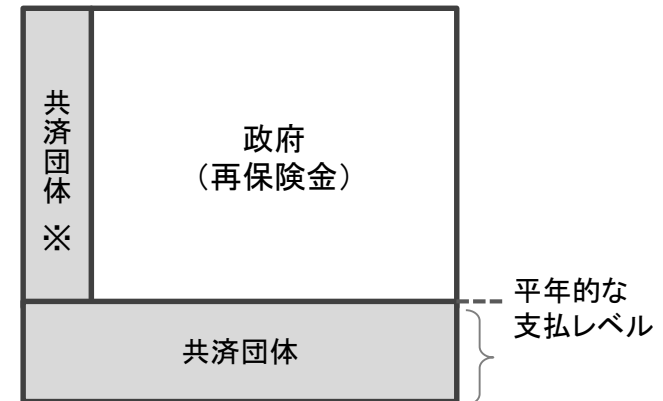 共済団体 ※
政府
（再保険金）
平年的な
支払レベル
共済団体